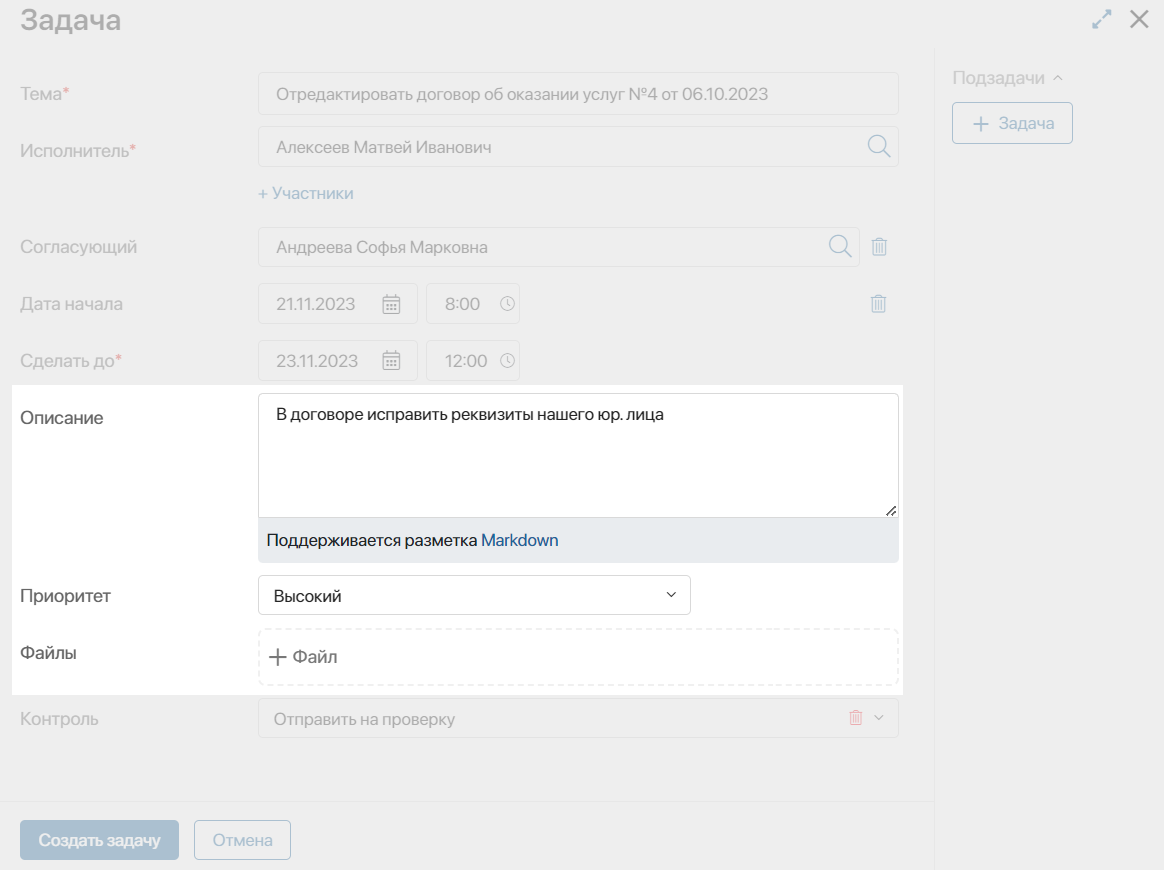 Задача
Тема*
Отредактировать договор об оказании услуг №4 от 06.10.2023
Исполнитель*
Алексеев Матвей Иванович
+ Участники
Согласующий
Андреева Софья Марковна
Дата начала
21.11.2023
8:00
Сделать до*
23.11.2023
12:00
Описание
В договоре исправить реквизиты нашего юр. лица
Поддерживается разметка Markdown
Приоритет
Высокий
Файлы
+ Файл
Контроль
Отправить на проверку
Создать задачу
Отмена
Подзадачи
+ Задача